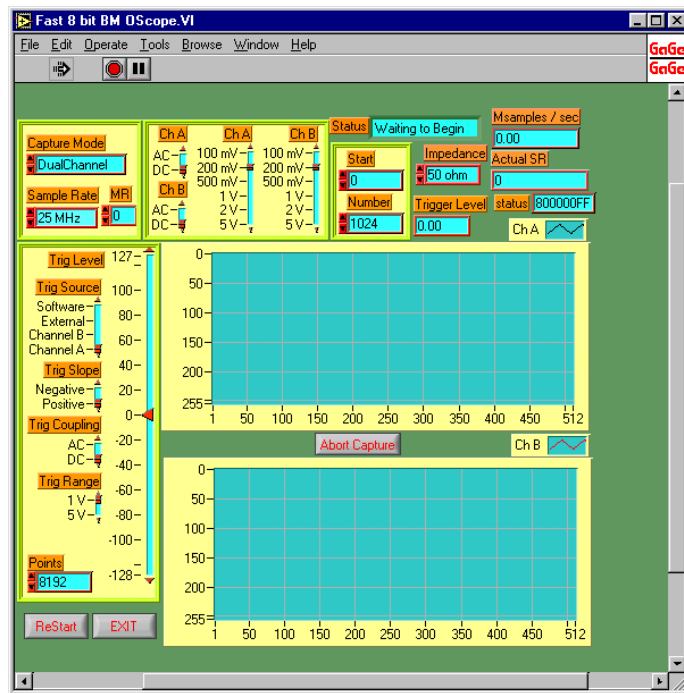 Fast 8 bit BM OScope.VI
File Edit Operate Tools Browse Window Help
GaGe
GaGe
Capture Mode
DualChannel
Sample Rate MR
25 MHz 0
Ch A Ch A Ch B
AC
DC
Ch B
AC
DC
100 mV 100 mV
200 mV 200 mV
500 mV 500 mV
1 V 1 V
2 V 2 V
5 V 5 V
Status Waiting to Begin
Start
0
Number
1024
Impedance
50 ohm
Trigger Level
0.00
Msamples / sec
0.00
Actual SR
0
status 800000FF
Ch A
Trig Level
Trig Source
Software
External
Channel B
Channel A
Trig Slope
Negative
Positive
Trig Coupling
AC
DC
Trig Range
1 V
5 V
Points
8192
127
100
80
60
40
20
0
-20
-40
-60
-80
-100
-128
0
50
100
150
200
255
1 50 100 150 200 250 300 350 400 450 512
Abort Capture Ch B
0
50
100
150
200
255
1 50 100 150 200 250 300 350 400 450 512
ReStart EXIT